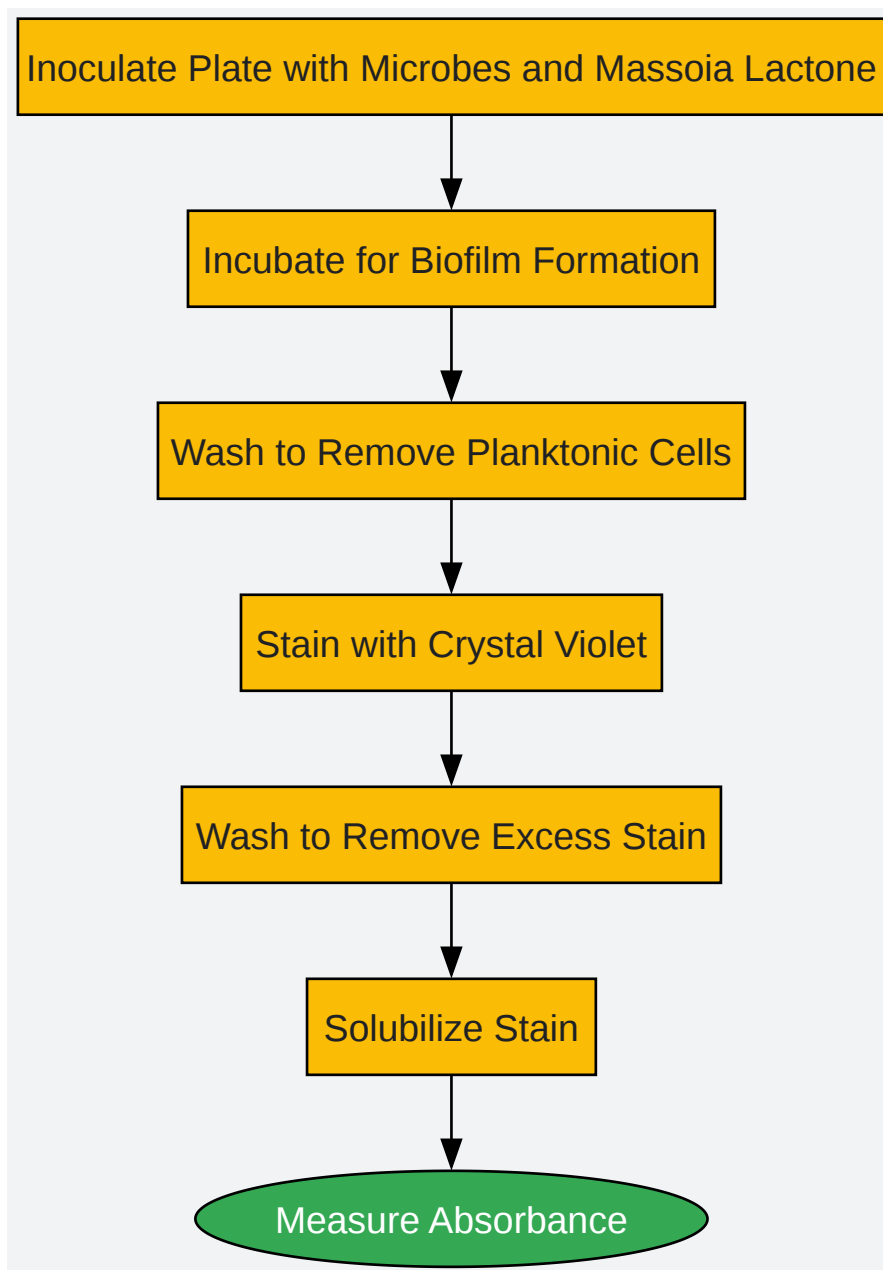 Inoculate Plate with Microbes and Massoia Lactone
Incubate for Biofilm Formation
Wash to Remove Planktonic Cells
Stain with Crystal Violet
Wash to Remove Excess Stain
Solubilize Stain
Measure Absorbance